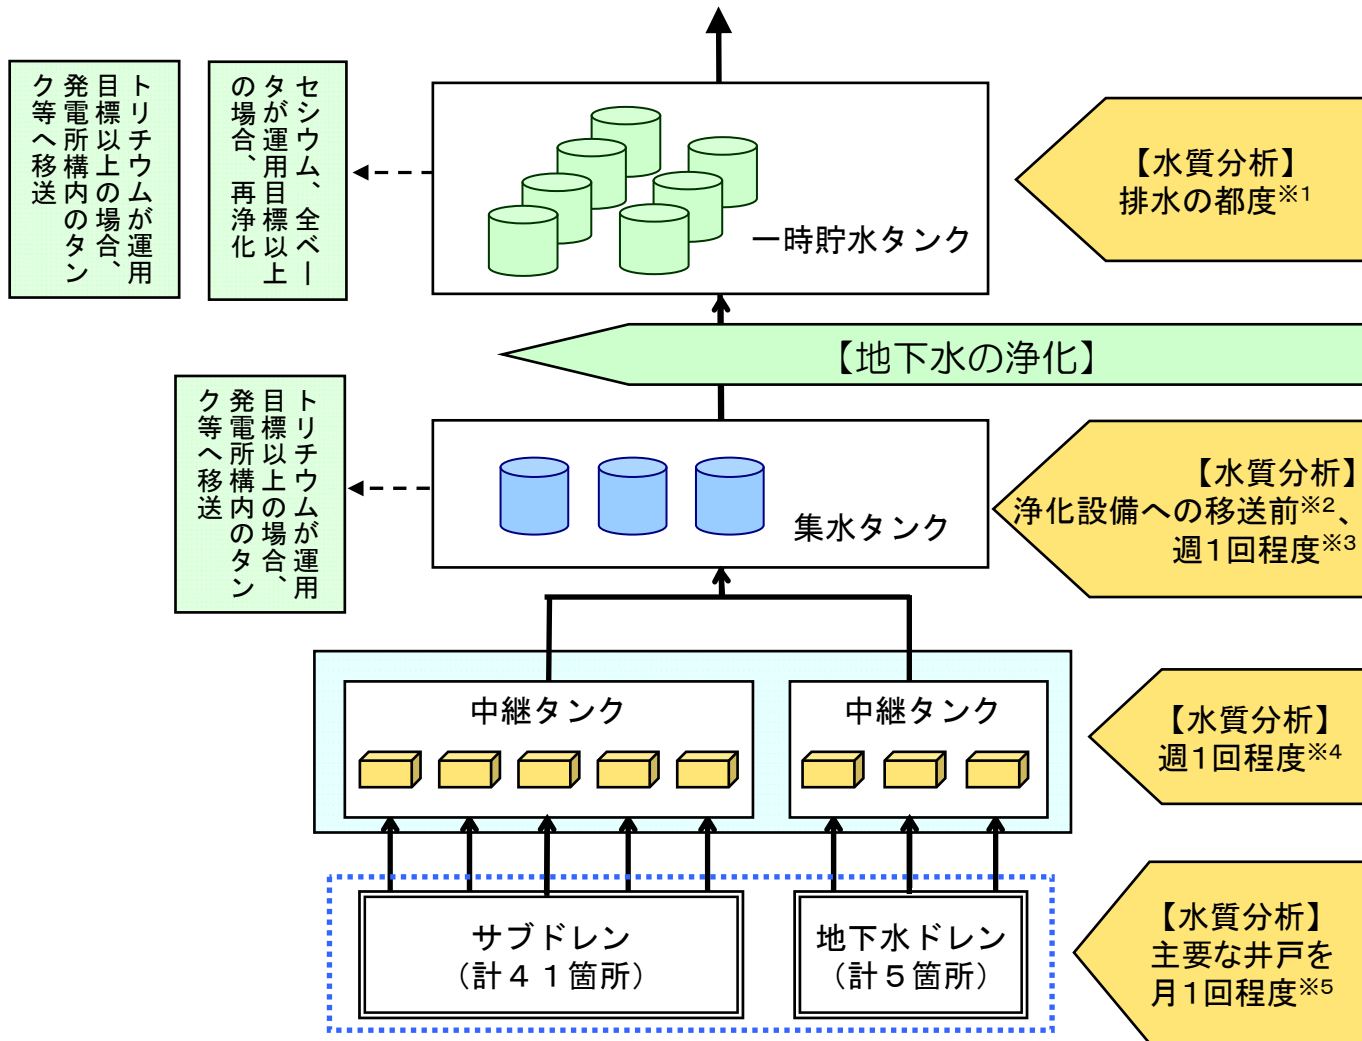 トリチウムが運用
目標以上の場合、
発電所構内のタン
ク等へ移送
セシウム、全ベー
タが運用目標以上
の場合、再浄化
一時貯水タンク
【水質分析】
排水の都度※1
【地下水の浄化】
トリチウムが運用
目標以上の場合、
発電所構内のタン
ク等へ移送
集水タンク
【水質分析】
浄化設備への移送前※2、
週1回程度※3
中継タンク
中継タンク
【水質分析】
週1回程度※4
サブドレン
（計４１箇所）
地下水ドレン
（計５箇所）
【水質分析】
主要な井戸を
月1回程度※5